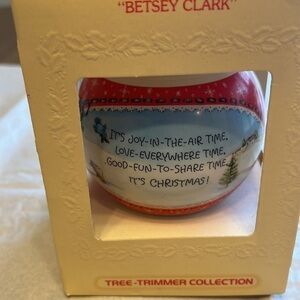 "BETSEY CLARK"
IT'S JOY-IN-THE-AIR TIME,
LOVE-EVERYWHERE TIME,
GOOD-FUN-TO-SHARE TIME,
IT'S CHRISTMAS!
TREE-TRIMMER COLLECTION